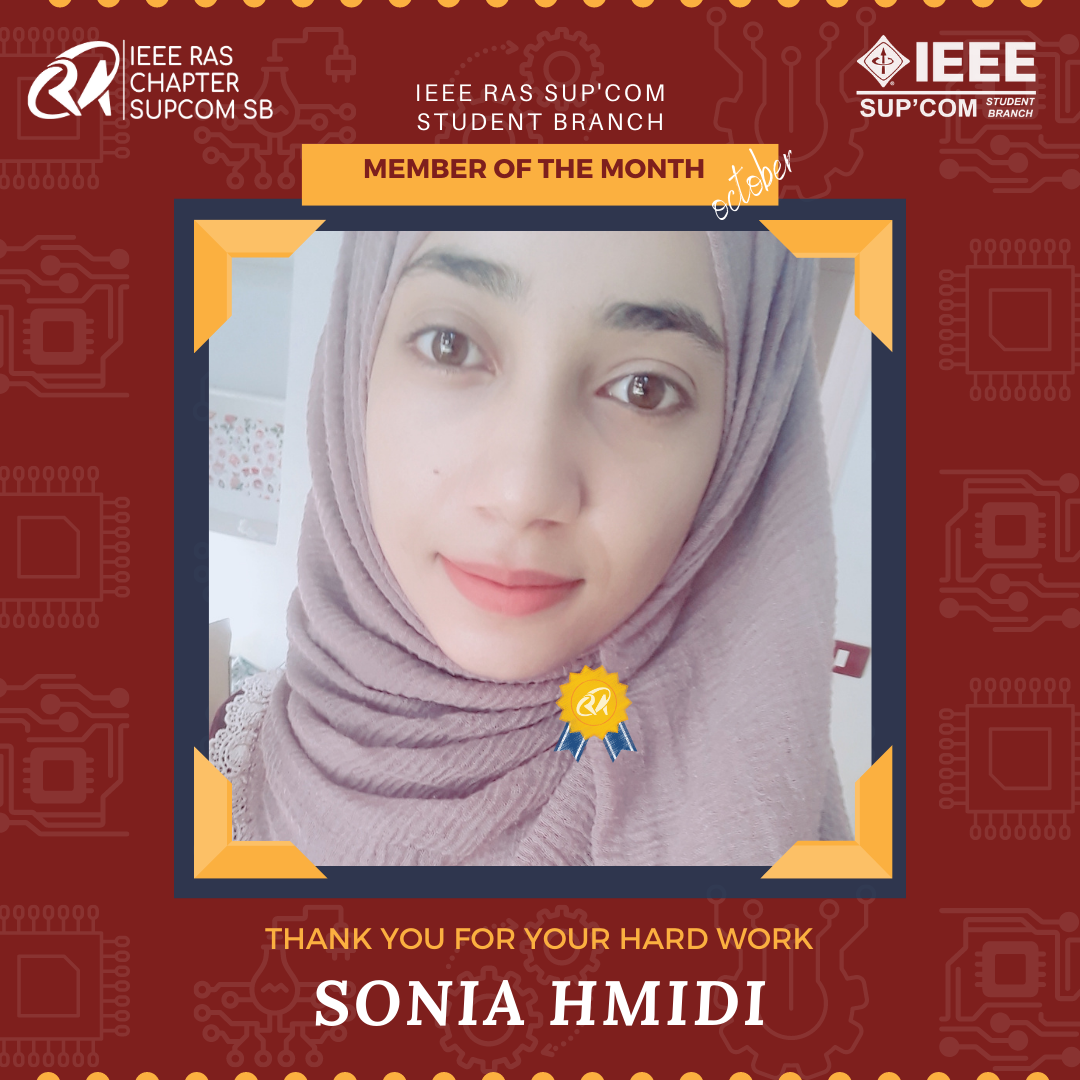 IEEE RAS
CHAPTER
SUPCOM SB
IEEE
SUP'COM STUDENT BRANCH
IEEE RAS SUP'COM
STUDENT BRANCH
MEMBER OF THE MONTH
october
THANK YOU FOR YOUR HARD WORK
SONIA HMIDI